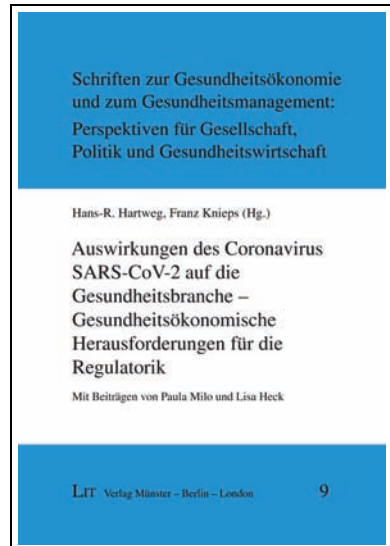 Schriften zur Gesundheitsökonomie
und zum Gesundheitsmanagement:
Perspektiven für Gesellschaft,
Politik und Gesundheitswirtschaft
Hans-R. Hartweg, Franz Knieps (Hg.)
Auswirkungen des Coronavirus
SARS-CoV-2 auf die
Gesundheitsbranche –
Gesundheitsökonomische
Herausforderungen für die
Regulatorik
Mit Beiträgen von Paula Milo und Lisa Heck
LIT Verlag Münster – Berlin – London 9